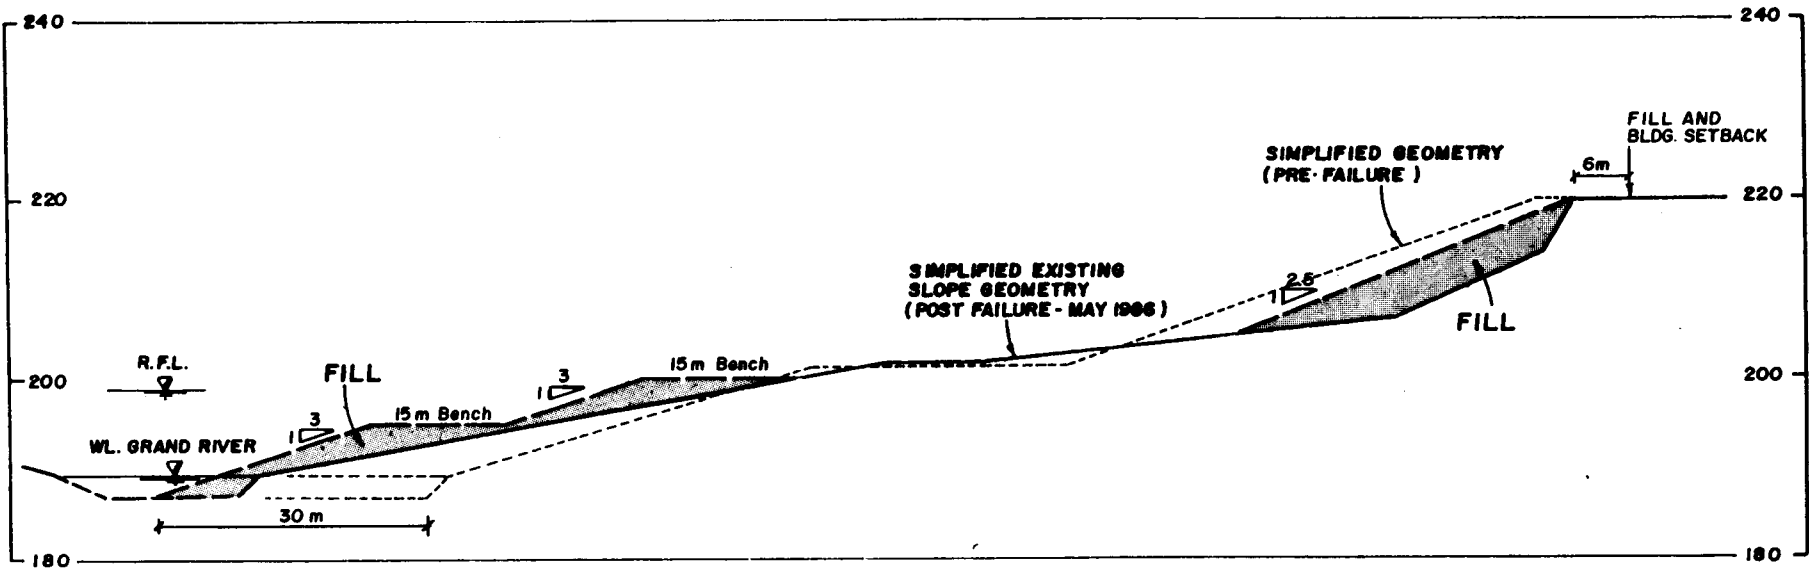 240
240
FILL AND
BLDG. SETBACK
SIMPLIFIED GEOMETRY
(PRE-FAILURE)
6m
220
220
SIMPLIFIED EXISTING
SLOPE GEOMETRY
(POST FAILURE - MAY 1986)
1
2.5
FILL
R.F.L.
FILL
1
3
15m Bench
200
200
1
3
15m Bench
WL. GRAND RIVER
30 m
180
180